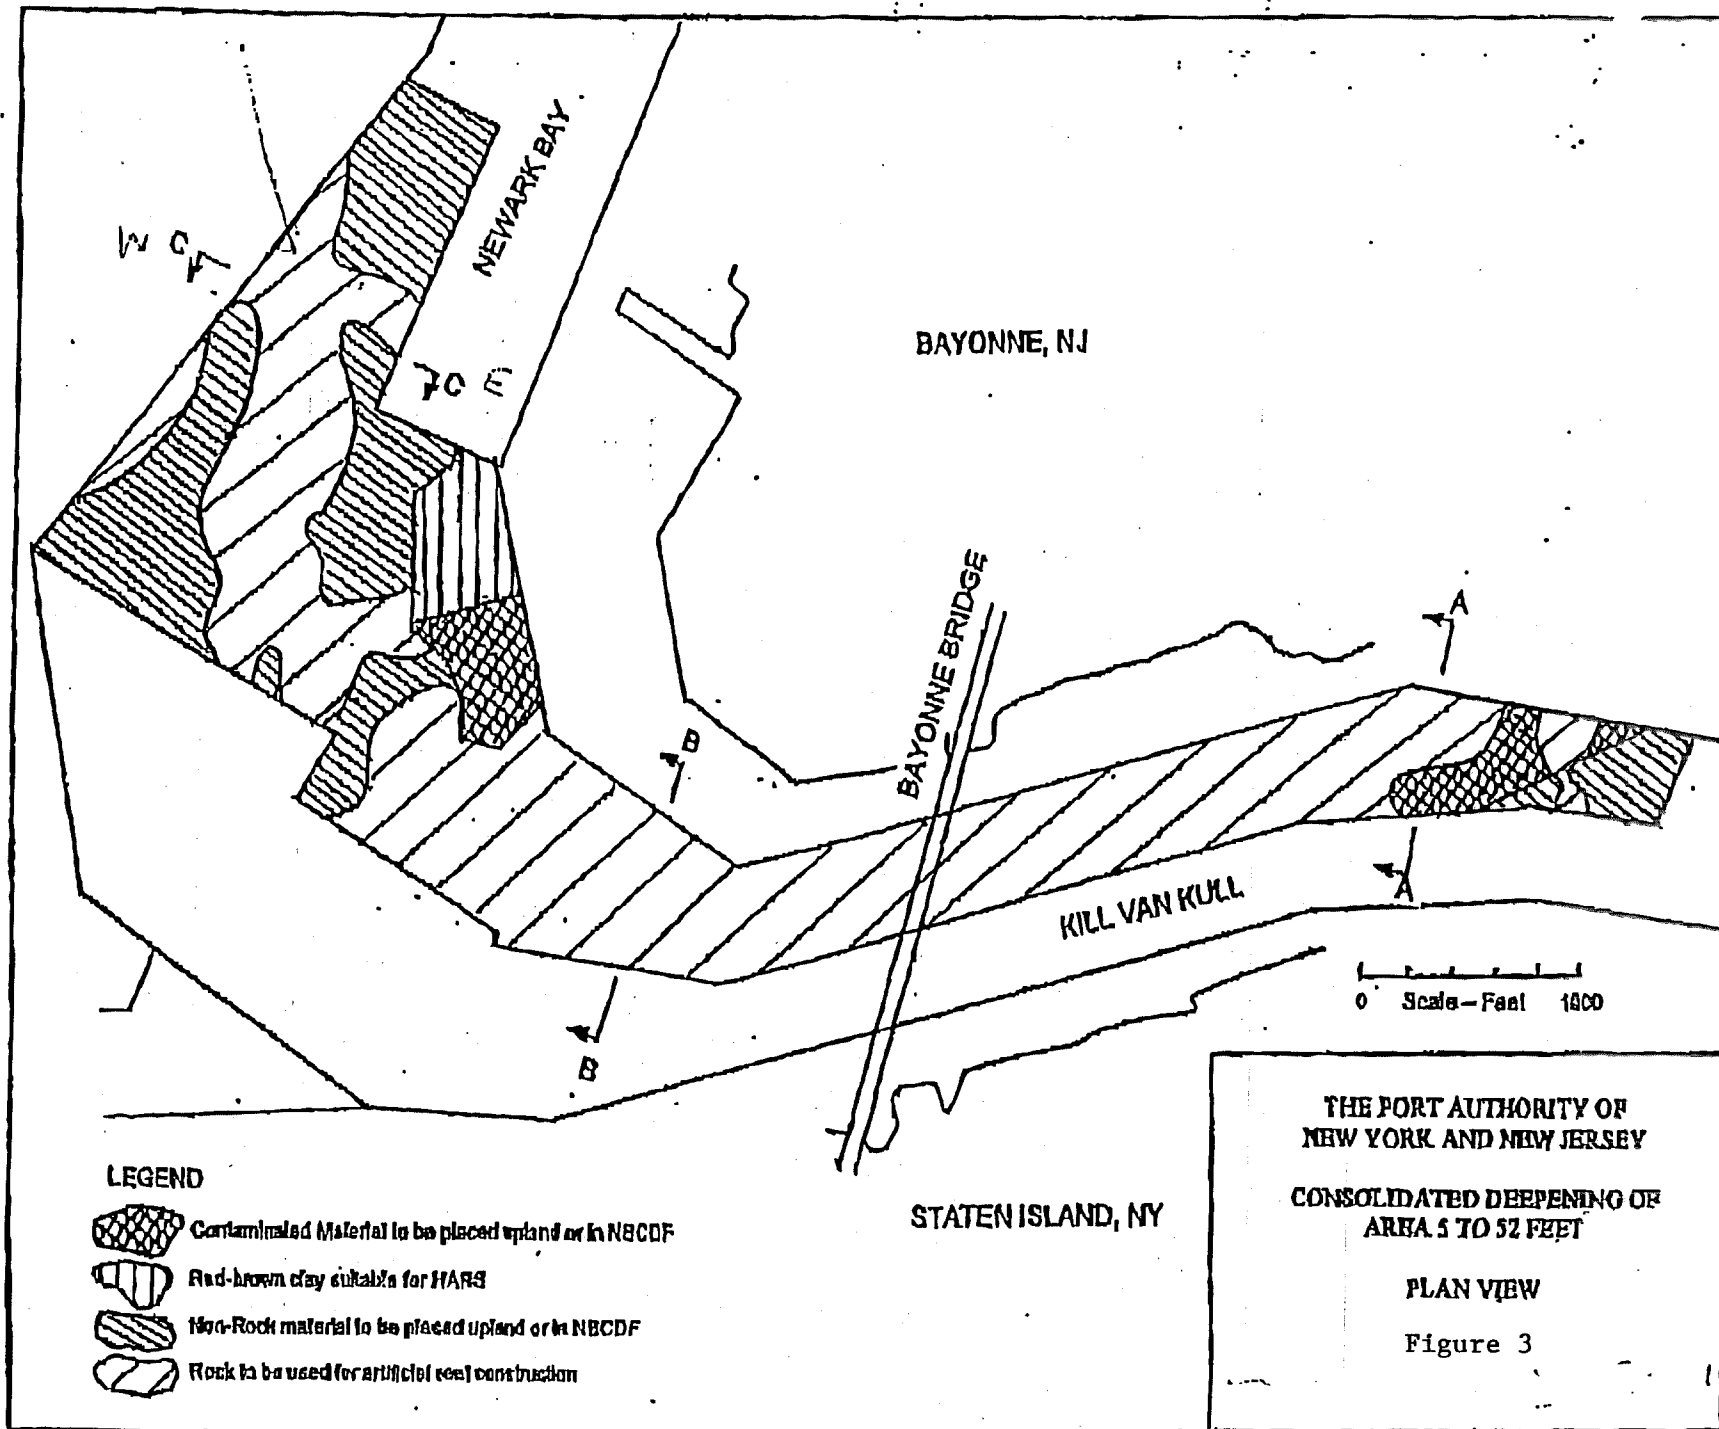 NEWARK BAY
W C
C E
BAYONNE, NJ
BAYONNE BRIDGE
A
B
KILL VAN KULL
A
B
0 Scale-Feet 1000
STATEN ISLAND, NY
LEGEND
Contaminated Material to be placed upland or in NBCDF
Red-brown clay suitable for HARS
Non-Rock material to be placed upland or in NBCDF
Rock to be used for artificial reef construction
THE PORT AUTHORITY OF
NEW YORK AND NEW JERSEY
CONSOLIDATED DEEPENING OF
AREA 5 TO 52 FEET
PLAN VIEW
Figure 3